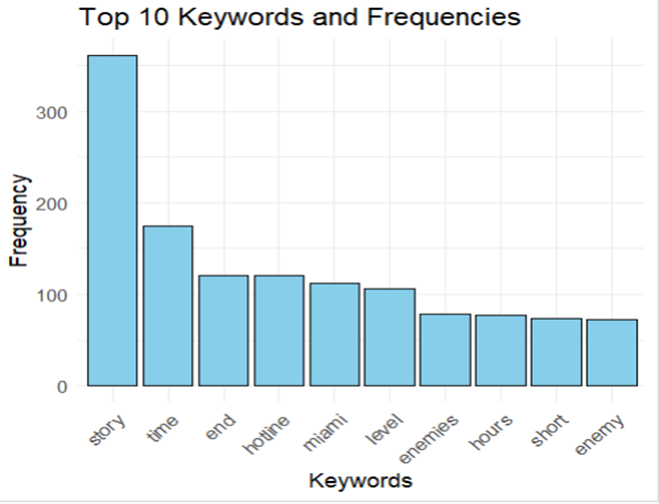 Top 10 Keywords and Frequencies
Frequency
300
200
100
0
story
time
end
hotline
miami
level
enemies
hours
short
enemy
Keywords